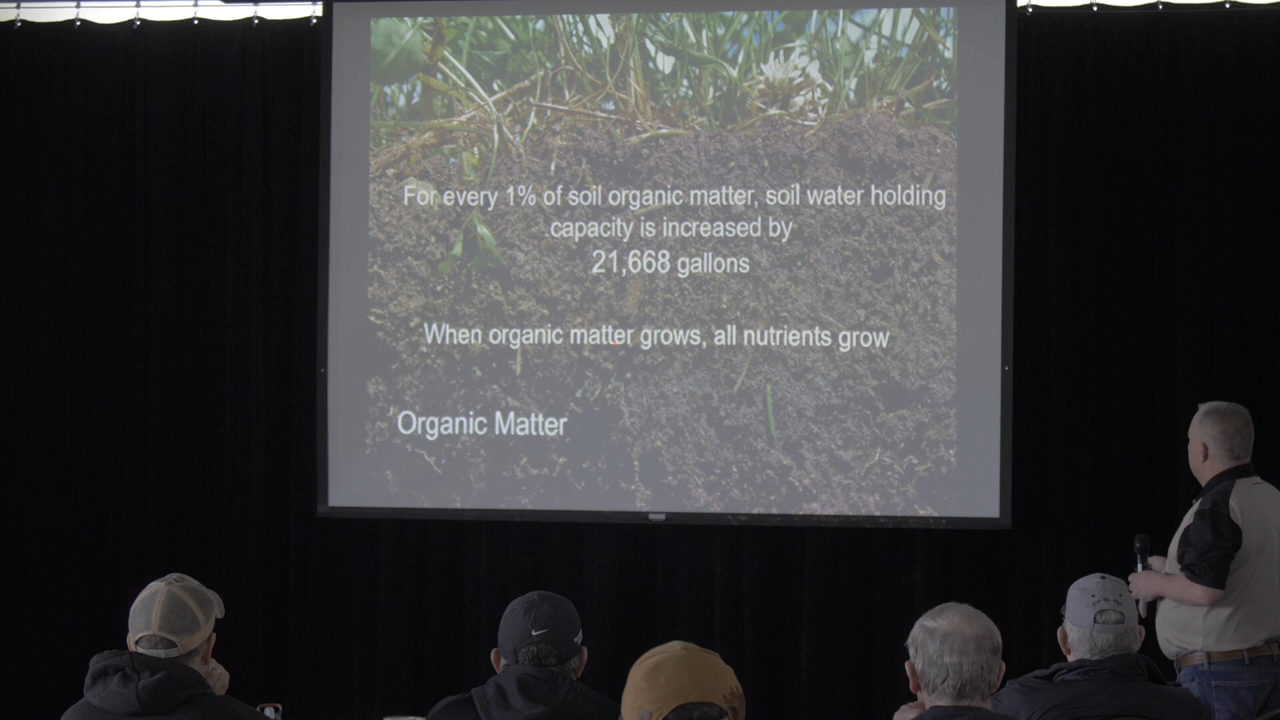 For every 1% of soil organic matter, soil water holding
capacity is increased by
21,668 gallons
When organic matter grows, all nutrients grow
Organic Matter